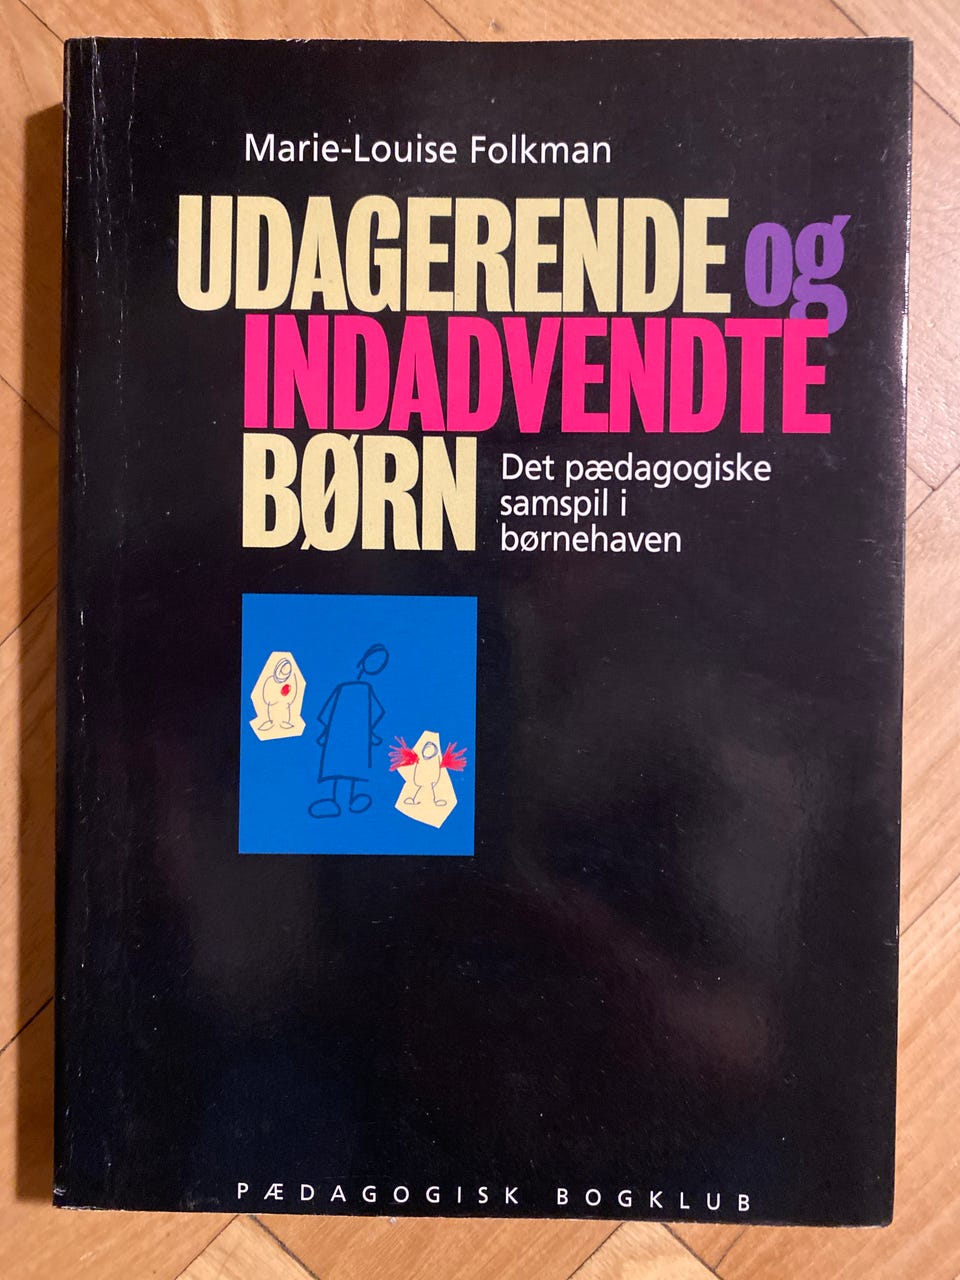 Marie-Louise Folkman
UDAGERENDE og
INDADVENDTE
BØRN
Det pædagogiske
samspil i
børnehaven
PÆDAGOGISK BOGKLUB